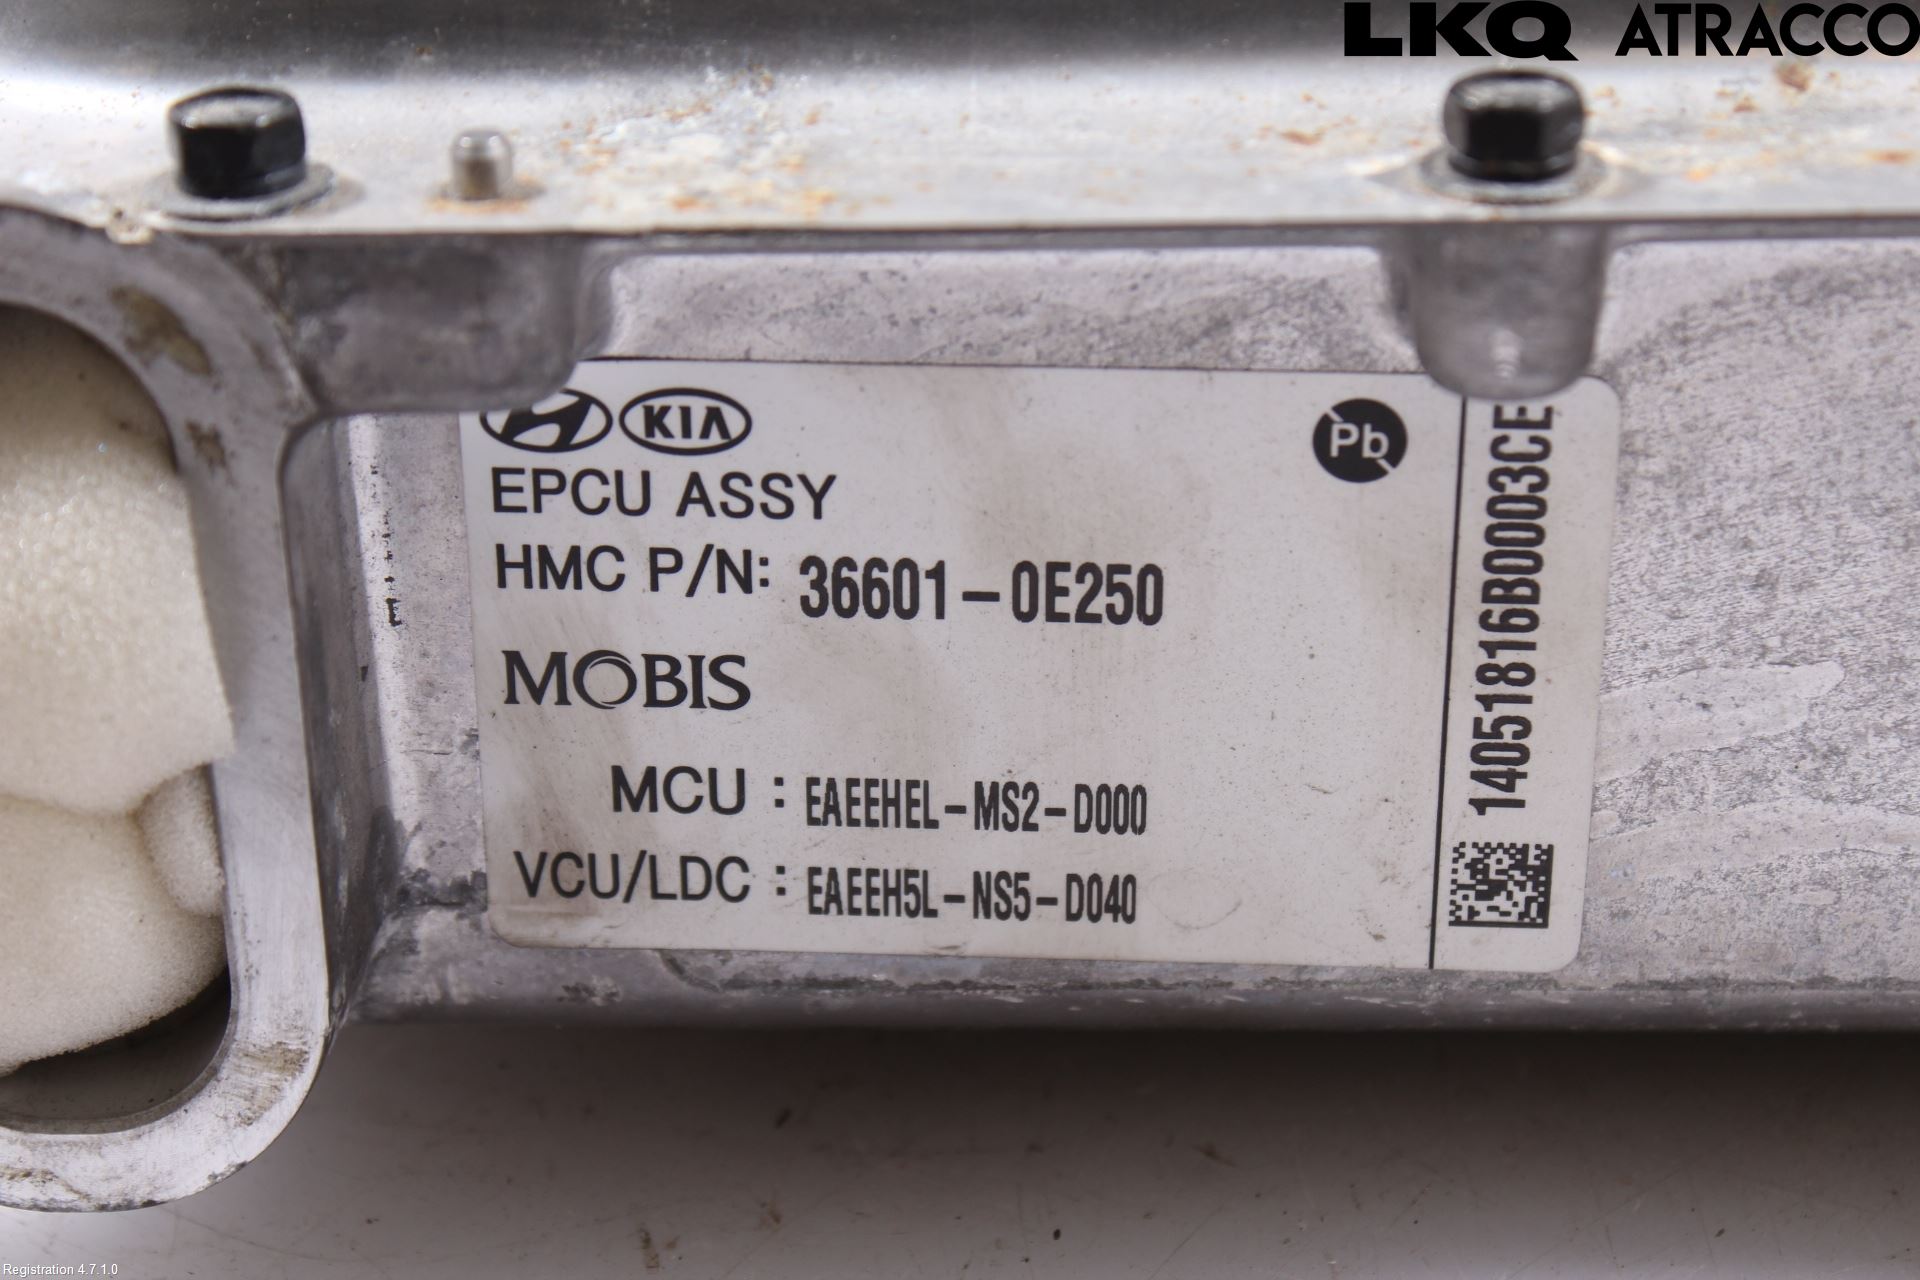 LKQ ATRACCO
KIA
EPCU ASSY
Pb
HMC P/N: 36601-0E250
MOBIS
MCU : EAEEHEL-MS2-D000
VCU/LDC : EAEEH5L-NS5-D040
14051816B0003CE
Registration 4.7.1.0